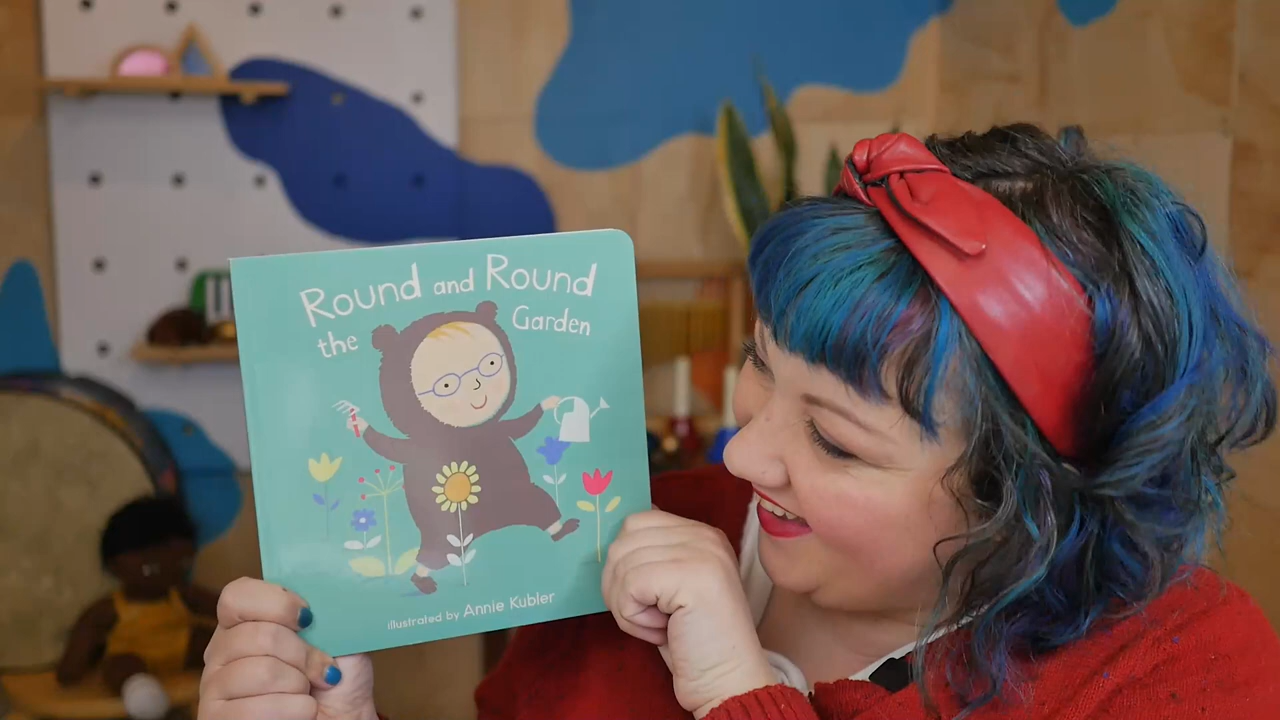 Round and Round
the Garden
illustrated by Annie Kubler